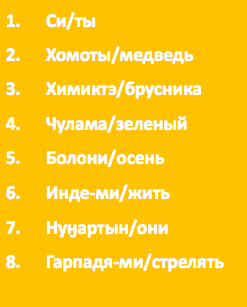 1. Си/ты
2. Хомоты/медведь
3. Химиктэ/брусника
4. Чулама/зеленый
5. Болони/осень
6. Инде-ми/жить
7. Нуӈартын/они
8. Гарпадя-ми/стрелять